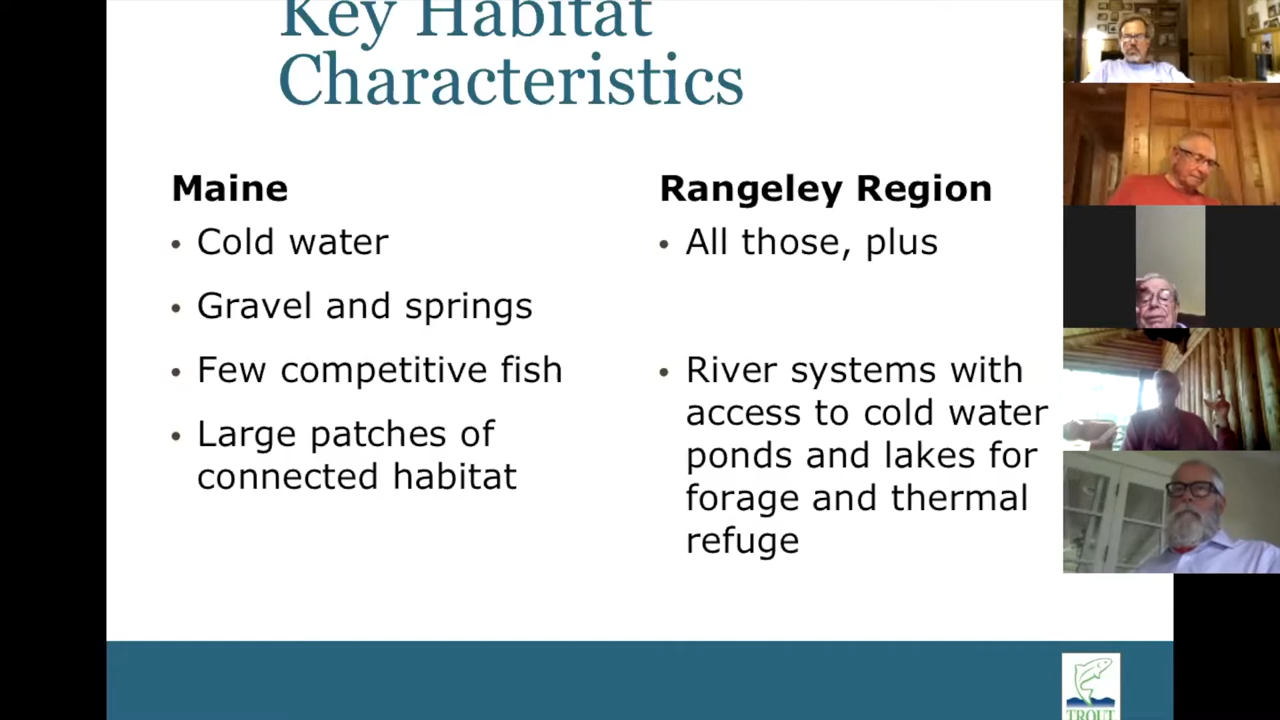 Key Habitat
Characteristics
Maine
• Cold water
• Gravel and springs
• Few competitive fish
• Large patches of
connected habitat
Rangeley Region
• All those, plus
• River systems with
access to cold water
ponds and lakes for
forage and thermal
refuge
TROUT